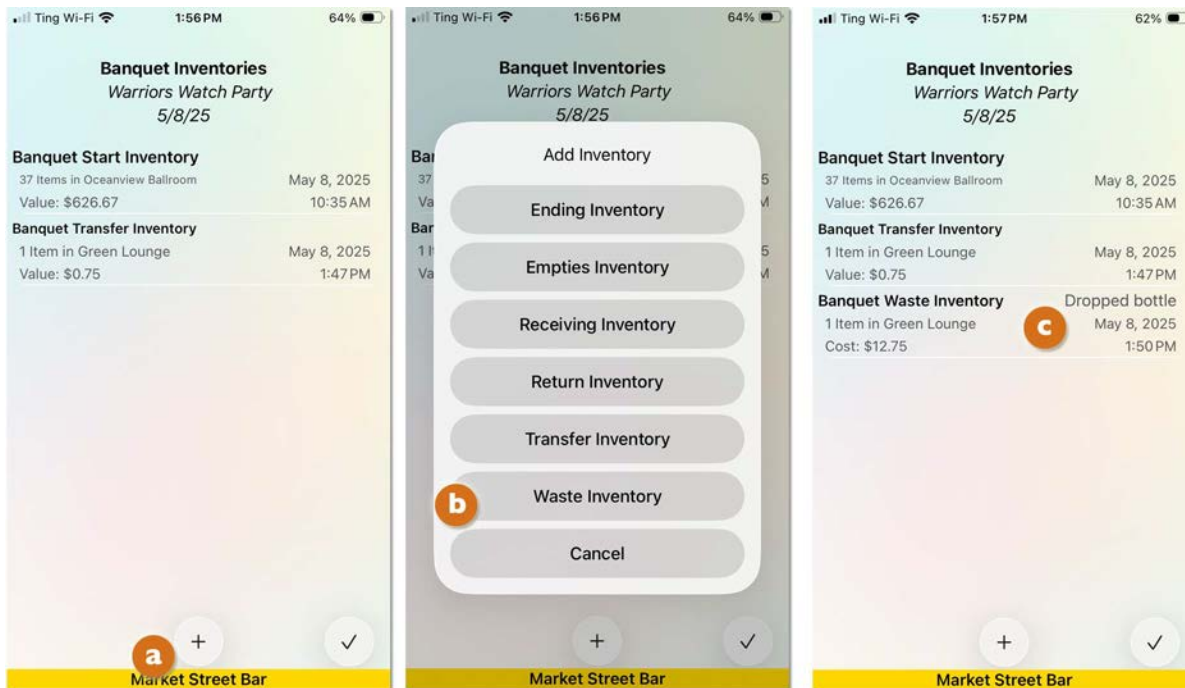 Ting Wi-Fi 1:56 PM 64%
Banquet Inventories
Warriors Watch Party
5/8/25
Banquet Start Inventory
37 Items in Oceanview Ballroom May 8, 2025
Value: $626.67 10:35 AM
Banquet Transfer Inventory
1 Item in Green Lounge May 8, 2025
Value: $0.75 1:47 PM
a
+
Market Street Bar
Ting Wi-Fi 1:56 PM 64%
Banquet Inventories
Warriors Watch Party
5/8/25
Add Inventory
Ending Inventory
Empties Inventory
Receiving Inventory
Return Inventory
Transfer Inventory
b Waste Inventory
Cancel
+
Market Street Bar
Ting Wi-Fi 1:57 PM 62%
Banquet Inventories
Warriors Watch Party
5/8/25
Banquet Start Inventory
37 Items in Oceanview Ballroom May 8, 2025
Value: $626.67 10:35 AM
Banquet Transfer Inventory
1 Item in Green Lounge May 8, 2025
Value: $0.75 1:47 PM
Banquet Waste Inventory Dropped bottle
1 Item in Green Lounge c May 8, 2025
Cost: $12.75 1:50 PM
+
Market Street Bar